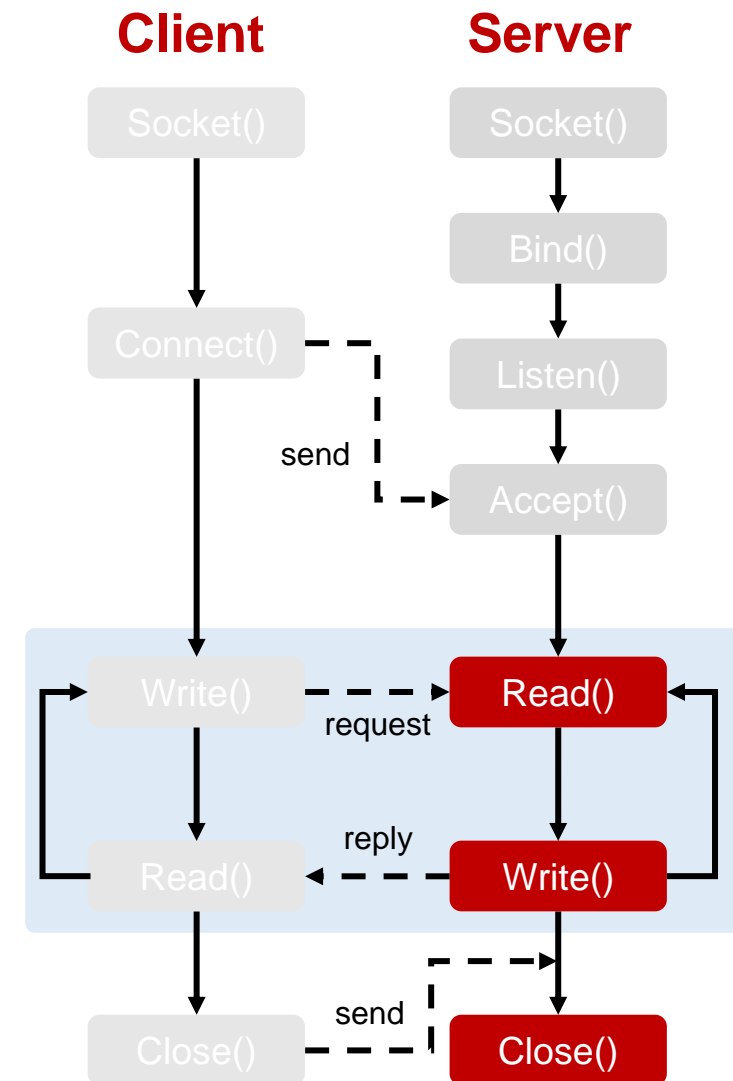 Client Server
Socket() Socket()
Bind()
Connect()
Listen()
send
Accept()
Write() Read()
request
reply
Read() Write()
send
Close() Close()